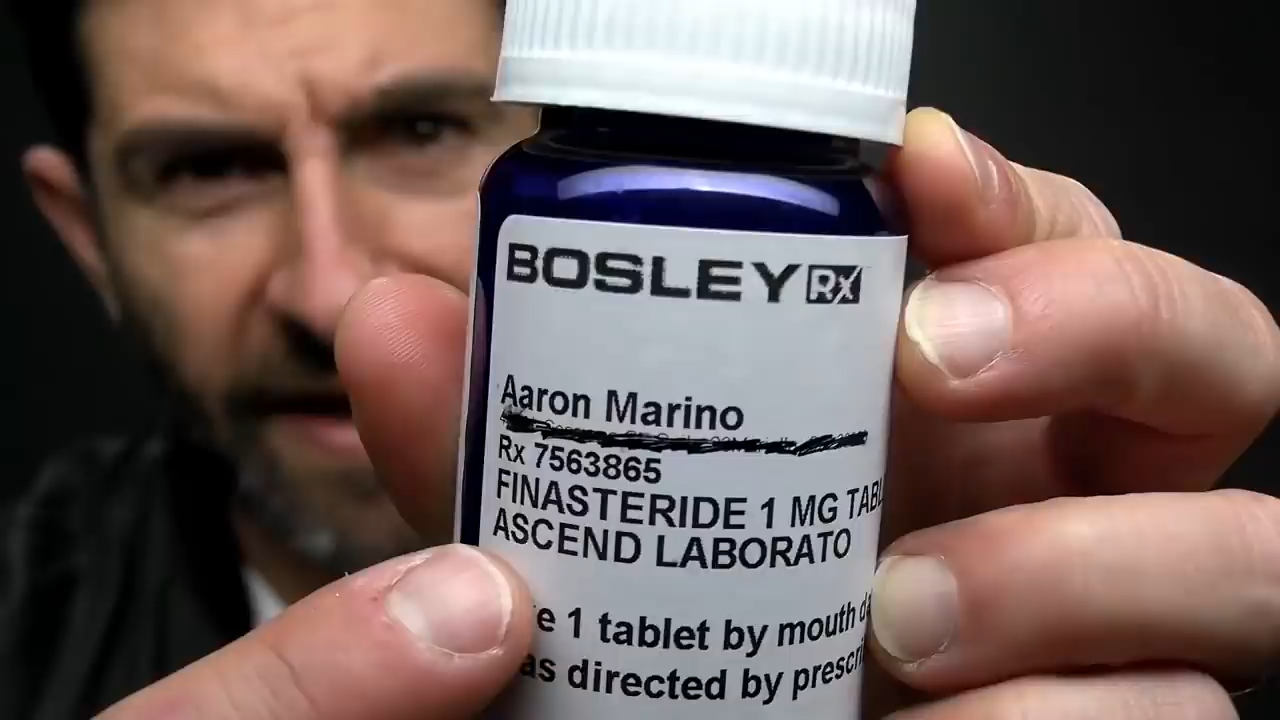 BOSLEY Rx
Aaron Marino
Rx 7563865
FINASTERIDE 1 MG TABL
ASCEND LABORATO
e 1 tablet by mouth d
as directed by prescri